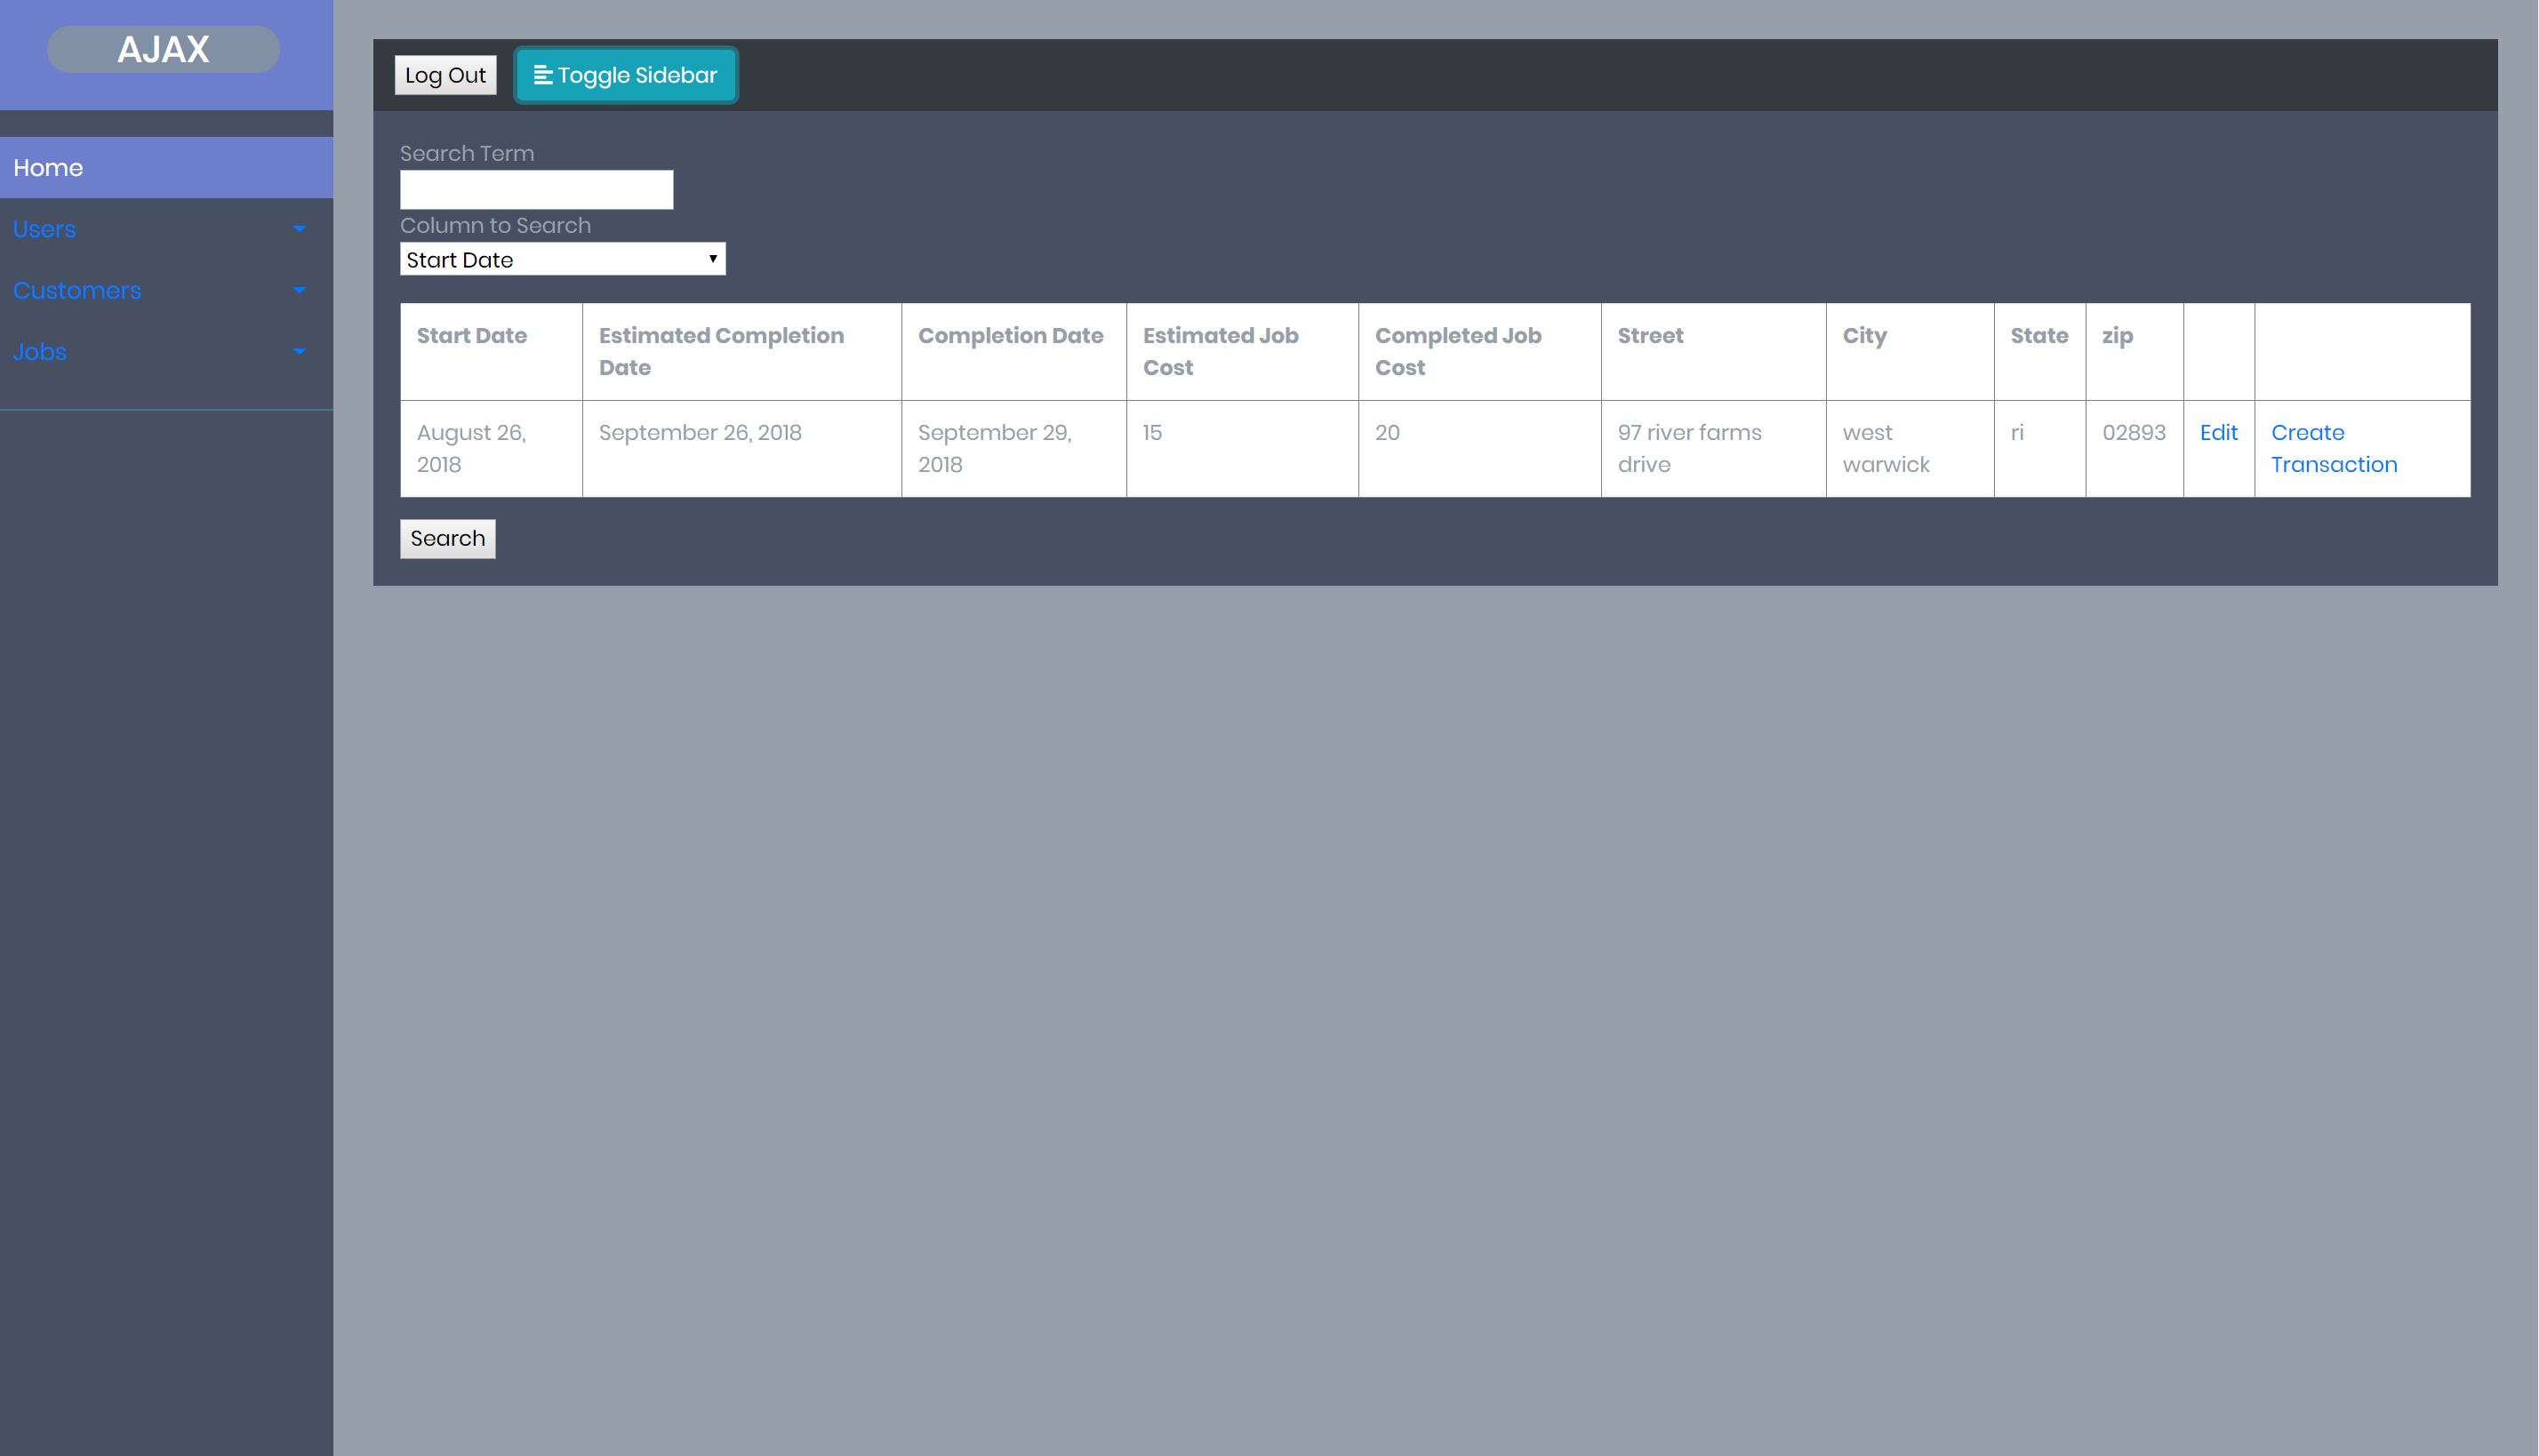 AJAX
Home
Users
Customers
Jobs
Log Out
Toggle Sidebar
Search Term
Column to Search
Start Date
Start Date
Estimated Completion
Date
Completion Date
Estimated Job
Cost
Completed Job
Cost
Street
City
State
zip
August 26,
2018
September 26, 2018
September 29,
2018
15
20
97 river farms
drive
west
warwick
ri
02893
Edit
Create
Transaction
Search